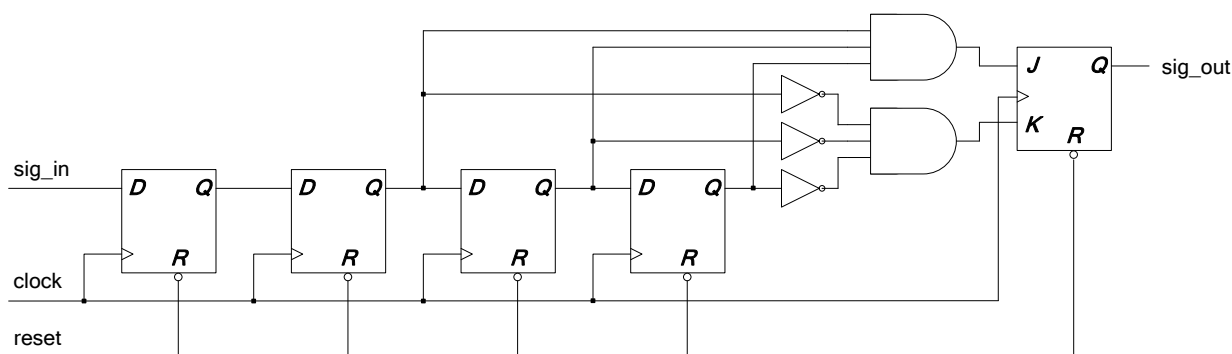 J Q
sig_out
K
R
sig_in
D Q
D Q
D Q
D Q
R
R
R
R
clock
reset